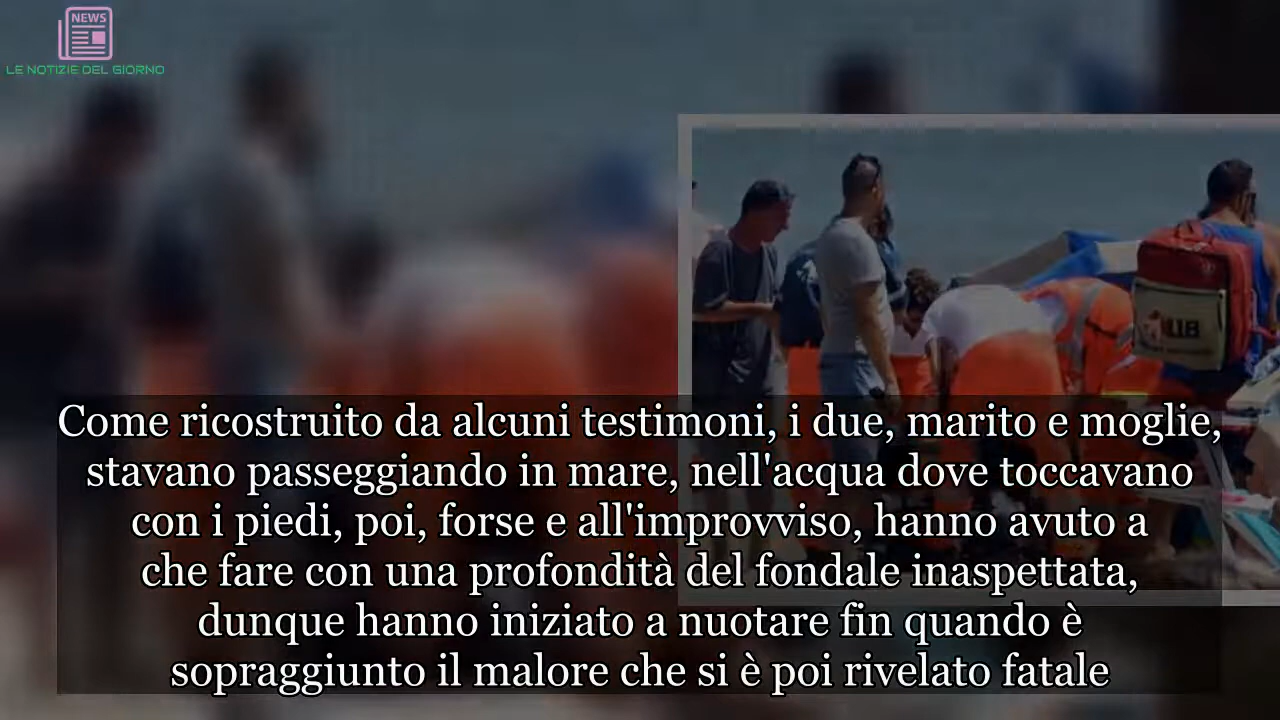 NEWS
LE NOTIZIE DEL GIORNO
Come ricostruito da alcuni testimoni, i due, marito e moglie,
stavano passeggiando in mare, nell'acqua dove toccavano
con i piedi, poi, forse e all'improvviso, hanno avuto a
che fare con una profondità del fondale inaspettata,
dunque hanno iniziato a nuotare fin quando è
sopraggiunto il malore che si è poi rivelato fatale